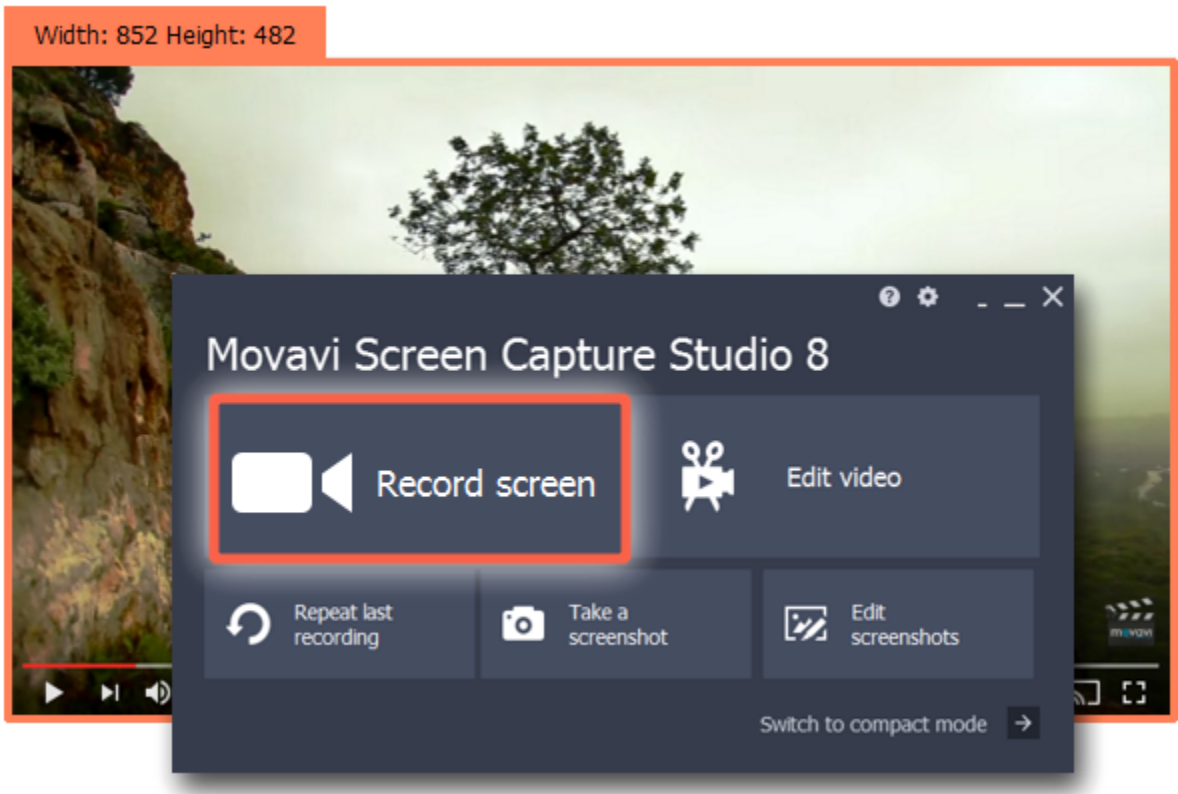 Width: 852 Height: 482
Movavi Screen Capture Studio 8
Record screen
Edit video
Repeat last
recording
Take a
screenshot
Edit
screenshots
movavi
Switch to compact mode